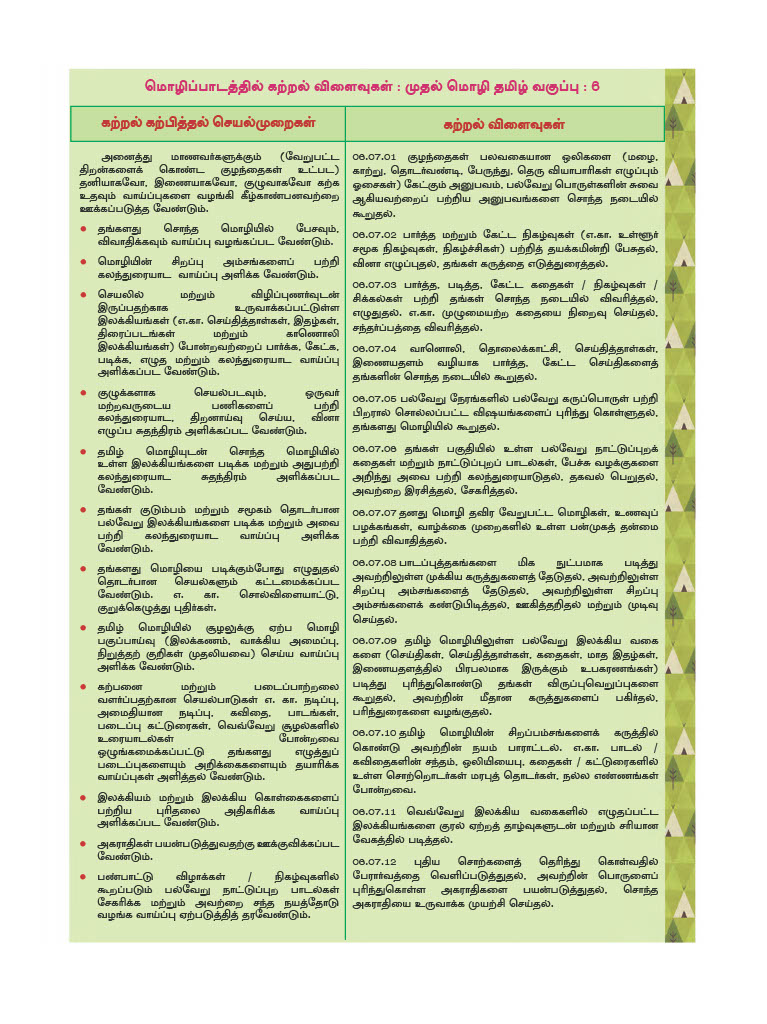 மொழிப்பாடத்தில் கற்றல் விளைவுகள் : முதல் மொழி தமிழ் வகுப்பு : 6
கற்றல் கற்பித்தல் செயல்முறைகள்
அனைத்து மாணவர்களுக்கும் (வேறுபட்ட
திறன்களைக் கொண்ட குழந்தைகள் உட்பட)
தனியாகவோ, இணையாகவோ, குழுவாகவோ கற்க
உதவும் வாய்ப்புகளை வழங்கி கீழ்காண்பனவற்றை
ஊக்கப்படுத்த வேண்டும்.
• தங்களது சொந்த மொழியில் பேசவும்,
விவாதிக்கவும் வாய்ப்பு வழங்கப்பட வேண்டும்.
• மொழியின் சிறப்பு அம்சங்களைப் பற்றி
கலந்துரையாட வாய்ப்பு அளிக்க வேண்டும்.
• செயலில் மற்றும் விழிப்புணர்வுடன்
இருப்பதற்காக உருவாக்கப்பட்டுள்ள
இலக்கியங்கள் (எ.கா. செய்தித்தாள்கள், இதழ்கள்,
திரைப்படங்கள் மற்றும் காணொலி
இலக்கியங்கள்) போன்றவற்றைப் பார்க்க, கேட்க,
படிக்க, எழுத மற்றும் கலந்துரையாட வாய்ப்பு
அளிக்கப்பட வேண்டும்.
• குழுக்களாக செயல்படவும், ஒருவர்
மற்றவருடைய பணிகளைப் பற்றி
கலந்துரையாட, திறனாய்வு செய்ய, வினா
எழுப்ப சுதந்திரம் அளிக்கப்பட வேண்டும்.
• தமிழ் மொழியுடன் சொந்த மொழியில்
உள்ள இலக்கியங்களை படிக்க மற்றும் அதுபற்றி
கலந்துரையாட சுதந்திரம் அளிக்கப்பட
வேண்டும்.
• தங்கள் குடும்பம் மற்றும் சமூகம் தொடர்பான
பல்வேறு இலக்கியங்களை படிக்க மற்றும் அவை
பற்றி கலந்துரையாட வாய்ப்பு அளிக்க
வேண்டும்.
• தங்களது மொழியை படிக்கும்போது எழுதுதல்
தொடர்பான செயல்களும் கட்டமைக்கப்பட
வேண்டும். எ. கா. சொல்விளையாட்டு,
குறுக்கெழுத்து புதிர்கள்.
• தமிழ் மொழியில் சூழலுக்கு ஏற்ப மொழி
பகுப்பாய்வு (இலக்கணம், வாக்கிய அமைப்பு,
நிறுத்தற் குறிகள் முதலியவை) செய்ய வாய்ப்பு
அளிக்க வேண்டும்.
• கற்பனை மற்றும் படைப்பாற்றலை
வளர்ப்பதற்கான செயல்பாடுகள் எ. கா. நடிப்பு,
அமைதியான நடிப்பு, கவிதை, பாடங்கள்,
படைப்பு கட்டுரைகள், வெவ்வேறு சூழல்களில்
உரையாடல்கள் போன்றவை
ஒழுங்கமைக்கப்பட்டு தங்களது எழுத்துப்
படைப்புகளையும் அறிக்கைகளையும் தயாரிக்க
வாய்ப்புகள் அளித்தல் வேண்டும்.
• இலக்கியம் மற்றும் இலக்கிய கொள்கைகளைப்
பற்றிய புரிதலை அதிகரிக்க வாய்ப்பு
அளிக்கப்பட வேண்டும்.
• அகராதிகள் பயன்படுத்துவதற்கு ஊக்குவிக்கப்பட
வேண்டும்.
• பண்பாட்டு விழாக்கள் / நிகழ்வுகளில்
கூறப்படும் பல்வேறு நாட்டுப்புற பாடல்கள்
சேகரிக்க மற்றும் அவற்றை சந்த நயத்தோடு
வழங்க வாய்ப்பு ஏற்படுத்தித் தரவேண்டும்.
கற்றல் விளைவுகள்
06.07.01 குழந்தைகள் பலவகையான ஒலிகளை (மழை,
காற்று, தொடர்வண்டி, பேருந்து, தெரு வியாபாரிகள் எழுப்பும்
ஓசைகள்) கேட்கும் அனுபவம், பல்வேறு பொருள்களின் சுவை
ஆகியவற்றைப் பற்றிய அனுபவங்களை சொந்த நடையில்
கூறுதல்.
06.07.02 பார்த்த மற்றும் கேட்ட நிகழ்வுகள் (எ.கா. உள்ளூர்
சமூக நிகழ்வுகள், நிகழ்ச்சிகள்) பற்றித் தயக்கமின்றி பேசுதல்,
வினா எழுப்புதல், தங்கள் கருத்தை எடுத்துரைத்தல்.
06.07.03 பார்த்த, படித்த, கேட்ட கதைகள் / நிகழ்வுகள் /
சிக்கல்கள் பற்றி தங்கள் சொந்த நடையில் விவரித்தல்,
எழுதுதல். எ.கா. முழுமையற்ற கதையை நிறைவு செய்தல்,
சந்தர்ப்பத்தை விவரித்தல்.
06.07.04 வானொலி, தொலைக்காட்சி, செய்தித்தாள்கள்,
இணையதளம் வழியாக பார்த்த, கேட்ட செய்திகளைத்
தங்களின் சொந்த நடையில் கூறுதல்.
06.07.05 பல்வேறு நேரங்களில் பல்வேறு கருப்பொருள் பற்றி
பிறரால் சொல்லப்பட்ட விஷயங்களைப் புரிந்து கொள்ளுதல்,
தங்களது மொழியில் கூறுதல்.
06.07.06 தங்கள் பகுதியில் உள்ள பல்வேறு நாட்டுப்புறக்
கதைகள் மற்றும் நாட்டுப்புறப் பாடல்கள், பேச்சு வழக்குகளை
அறிந்து அவை பற்றி கலந்துரையாடுதல், தகவல் பெறுதல்,
அவற்றை இரசித்தல், சேகரித்தல்.
06.07.07 தனது மொழி தவிர வேறுபட்ட மொழிகள், உணவுப்
பழக்கங்கள், வாழ்க்கை முறைகளில் உள்ள பன்முகத் தன்மை
பற்றி விவாதித்தல்.
06.07.08 பாடப்புத்தகங்களை மிக நுட்பமாக படித்து
அவற்றிலுள்ள முக்கிய கருத்துகளைத் தேடுதல், அவற்றிலுள்ள
சிறப்பு அம்சங்களைத் தேடுதல், அவற்றிலுள்ள சிறப்பு
அம்சங்களைக் கண்டுபிடித்தல், ஊகித்தறிதல் மற்றும் முடிவு
செய்தல்.
06.07.09 தமிழ் மொழியிலுள்ள பல்வேறு இலக்கிய வகை
களை (செய்திகள், செய்தித்தாள்கள், கதைகள், மாத இதழ்கள்,
இணையதளத்தில் பிரபலமாக இருக்கும் உபகரணங்கள்)
படித்து புரிந்துகொண்டு தங்கள் விருப்புவெறுப்புகளை
கூறுதல், அவற்றின் மீதான கருத்துகளைப் பகிர்தல்,
பரிந்துரைகளை வழங்குதல்.
06.07.10 தமிழ் மொழியின் சிறப்பம்சங்களைக் கருத்தில்
கொண்டு அவற்றின் நயம் பாராட்டல். எ.கா. பாடல் /
கவிதைகளின் சந்தம், ஒலியியைபு, கதைகள் / கட்டுரைகளில்
உள்ள சொற்றொடர்கள் மரபுத் தொடர்கள், நல்ல எண்ணங்கள்
போன்றவை.
06.07.11 வெவ்வேறு இலக்கிய வகைகளில் எழுதப்பட்ட
இலக்கியங்களை குரல் ஏற்றத் தாழ்வுகளுடன் மற்றும் சரியான
வேகத்தில் படித்தல்.
06.07.12 புதிய சொற்களைத் தெரிந்து கொள்வதில்
பேரார்வத்தை வெளிப்படுத்துதல், அவற்றின் பொருளைப்
புரிந்துகொள்ள அகராதிகளை பயன்படுத்துதல், சொந்த
அகராதியை உருவாக்க முயற்சி செய்தல்.